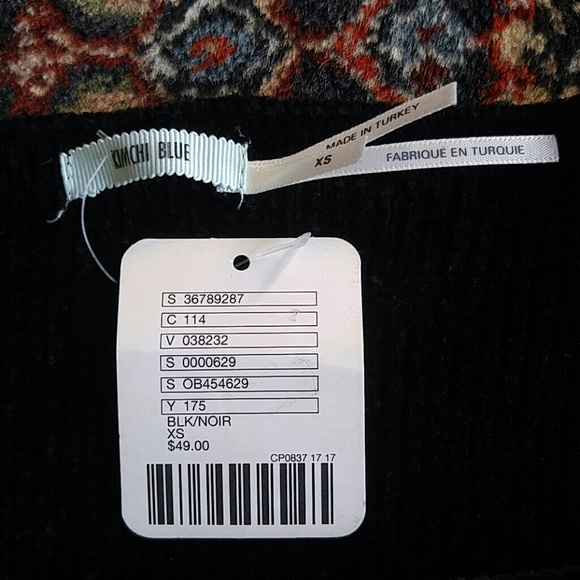 KIMCHI BLUE
MADE IN TURKEY
XS
FABRIQUÉ EN TURQUIE
S 36789287
C 114
V 038232
S 0000629
S OB454629
Y 175
BLK/NOIR
XS
$49.00
CP0837 17 17